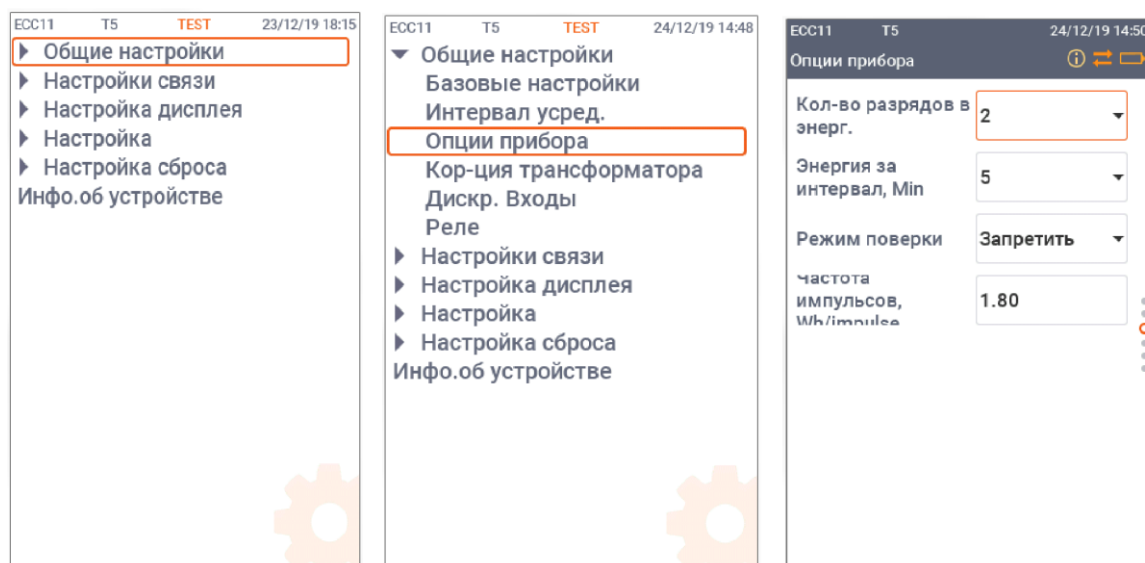 ECC11 T5 TEST 23/12/19 18:15
Общие настройки
Настройки связи
Настройка дисплея
Настройка
Настройка сброса
Инфо.об устройстве
ECC11 T5 TEST 24/12/19 14:48
Общие настройки
Базовые настройки
Интервал усред.
Опции прибора
Кор-ция трансформатора
Дискр. Входы
Реле
Настройки связи
Настройка дисплея
Настройка
Настройка сброса
Инфо.об устройстве
ECC11 T5 24/12/19 14:50
Опции прибора
Кол-во разрядов в
энерг.
2
Энергия за
интервал, Min
5
Режим поверки
Запретить
Частота
импульсов,
Wh/impulse
1.80